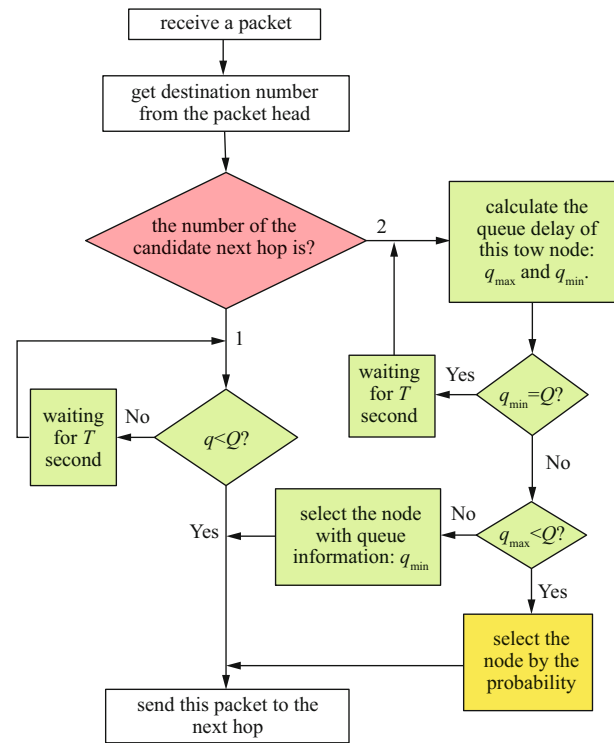 receive a packet
get destination number
from the packet head
the number of the
candidate next hop is?
2
calculate the
queue delay of
this tow node:
qmax and qmin.
1
waiting
for T
second
Yes
qmin=Q?
waiting
for T
second
No
q<Q?
No
Yes
select the node
with queue
information: qmin
No
qmax<Q?
Yes
select the
node by the
probability
send this packet to the
next hop